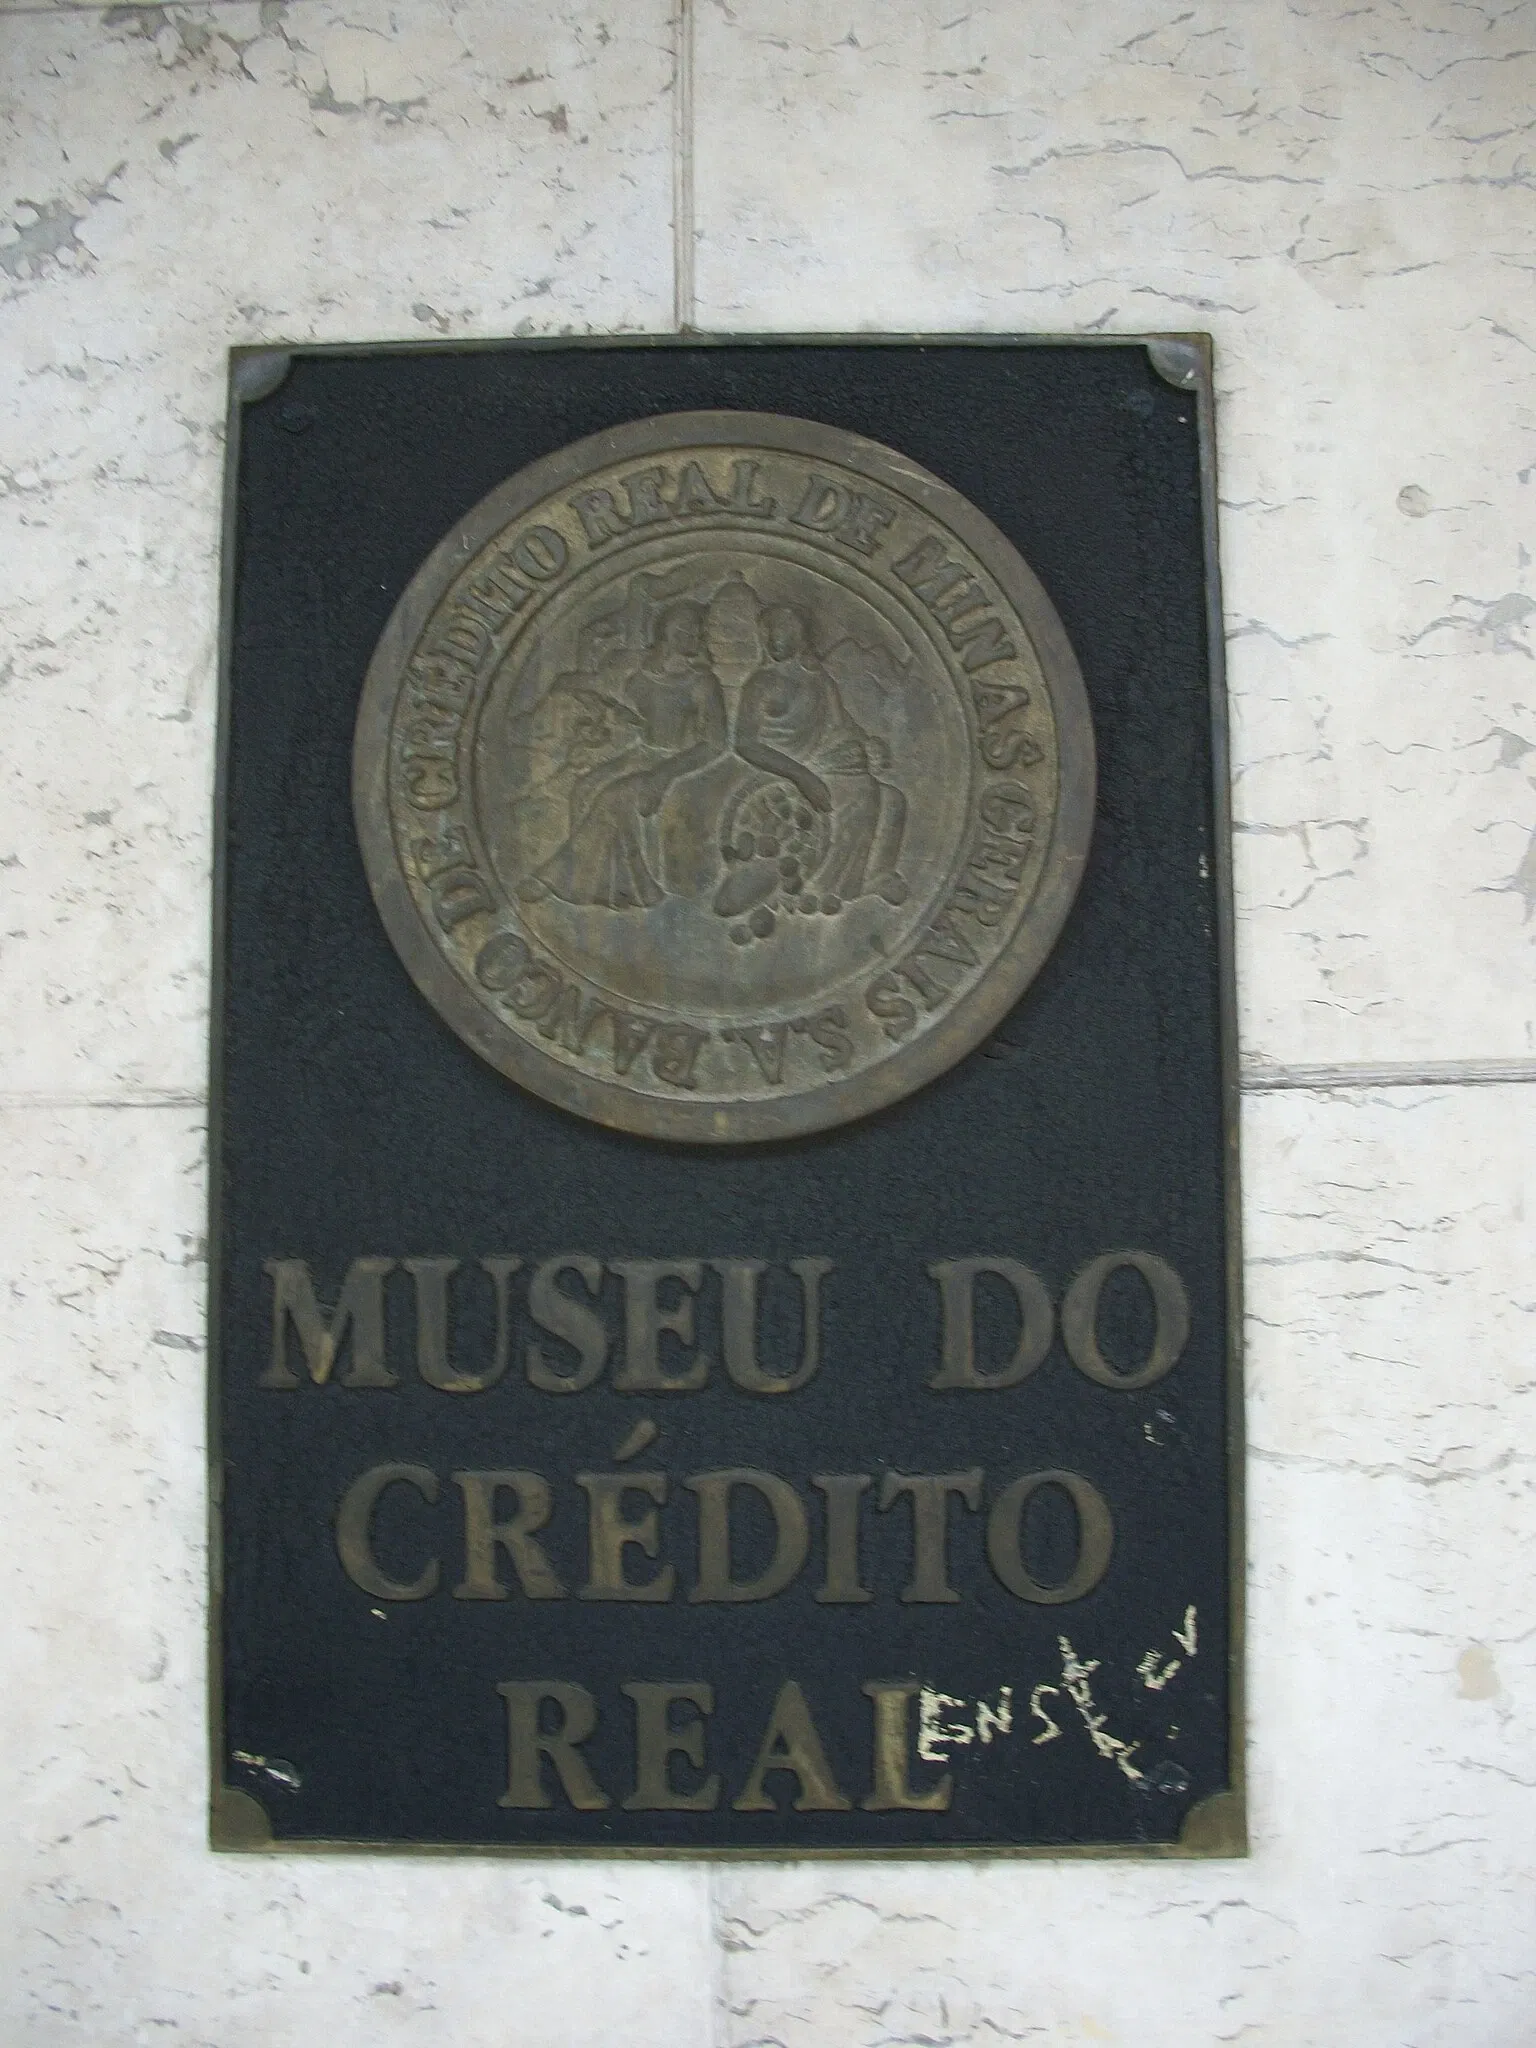 BANCO DE CRÉDITO REAL DE MINAS GERAIS S.A.
MUSEU DO
CRÉDITO
REAL